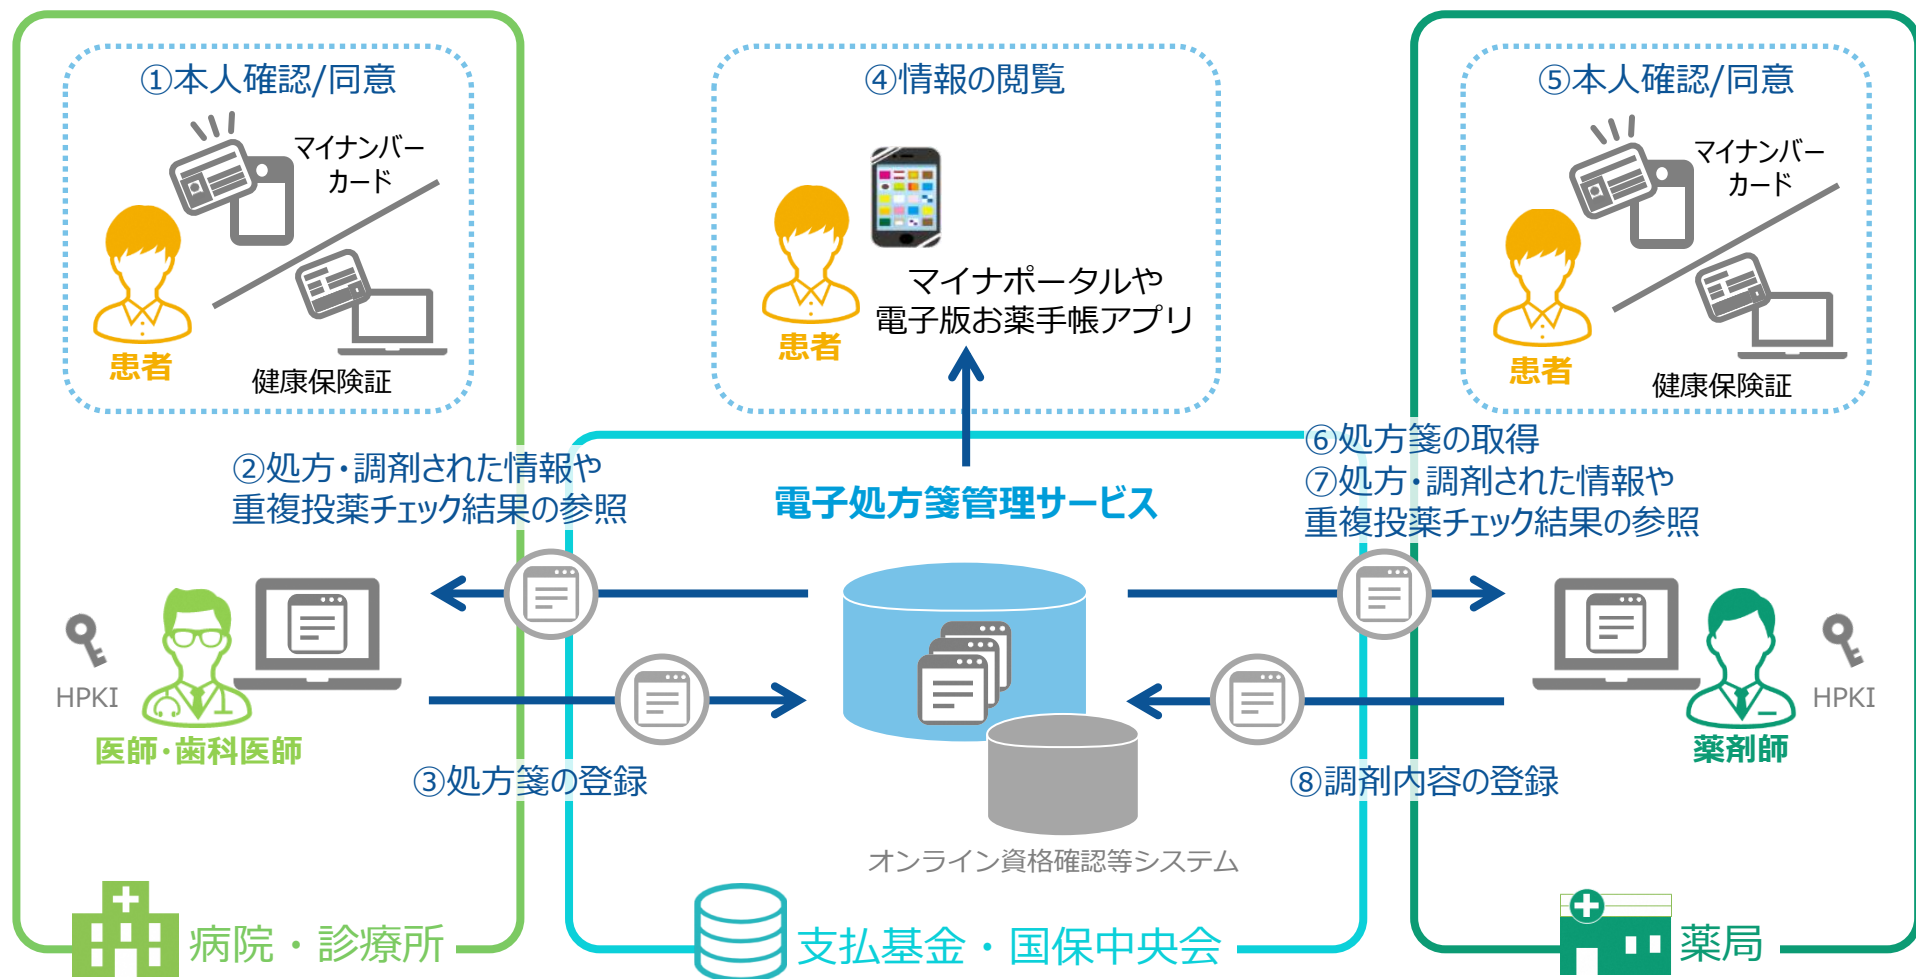 ①本人確認/同意
マイナンバー
カード
患者
健康保険証
②処方・調剤された情報や
重複投薬チェック結果の参照
HPKI
医師・歯科医師
③処方箋の登録
病院・診療所
④情報の閲覧
マイナポータルや
電子版お薬手帳アプリ
患者
電子処方箋管理サービス
オンライン資格確認等システム
支払基金・国保中央会
⑤本人確認/同意
マイナンバー
カード
患者
健康保険証
⑥処方箋の取得
⑦処方・調剤された情報や
重複投薬チェック結果の参照
HPKI
薬剤師
⑧調剤内容の登録
薬局